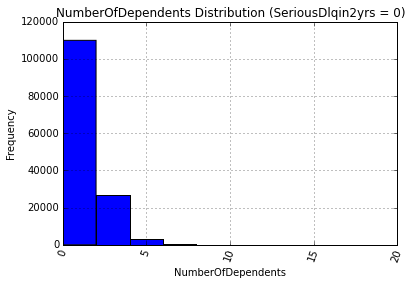 NumberOfDependents Distribution (SeriousDlqin2yrs = 0)
120000
100000
80000
60000
40000
20000
0
Frequency
0 5 10 15 20
NumberOfDependents